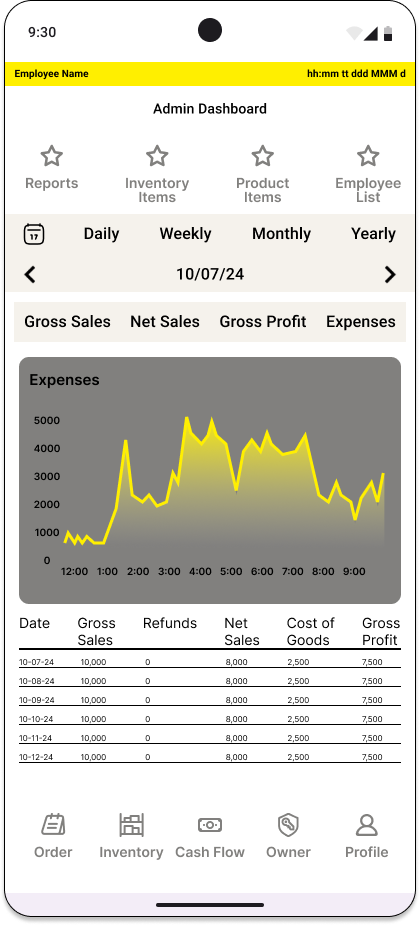 9:30
Employee Name hh:mm tt ddd MMM d
Admin Dashboard
Reports Inventory Items Product Items Employee List
17 Daily Weekly Monthly Yearly
10/07/24
Gross Sales Net Sales Gross Profit Expenses
Expenses
5000
4000
3000
2000
1000
0
12:00 1:00 2:00 3:00 4:00 5:00 6:00 7:00 8:00 9:00
Date Gross Sales Refunds Net Sales Cost of Goods Gross Profit
10-07-24 10,000 0 8,000 2,500 7,500
10-08-24 10,000 0 8,000 2,500 7,500
10-09-24 10,000 0 8,000 2,500 7,500
10-10-24 10,000 0 8,000 2,500 7,500
10-11-24 10,000 0 8,000 2,500 7,500
10-12-24 10,000 0 8,000 2,500 7,500
Order Inventory Cash Flow Owner Profile